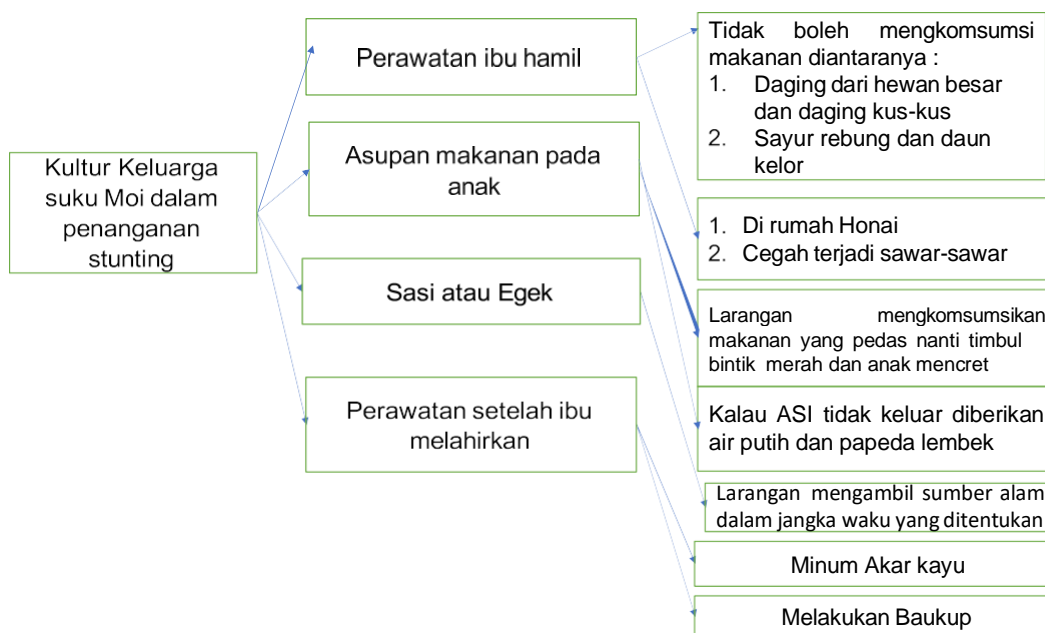 Kultur Keluarga
suku Moi dalam
penanganan
stunting
Perawatan ibu hamil
Asupan makanan pada
anak
Sasi atau Egek
Perawatan setelah ibu
melahirkan
Tidak boleh mengkomsumsi
makanan diantaranya :
1. Daging dari hewan besar
dan daging kus-kus
2. Sayur rebung dan daun
kelor
1. Di rumah Honai
2. Cegah terjadi sawar-sawar
Larangan mengkomsumsikan
makanan yang pedas nanti timbul
bintik merah dan anak mencret
Kalau ASI tidak keluar diberikan
air putih dan papeda lembek
Larangan mengambil sumber alam
dalam jangka waku yang ditentukan
Minum Akar kayu
Melakukan Baukup